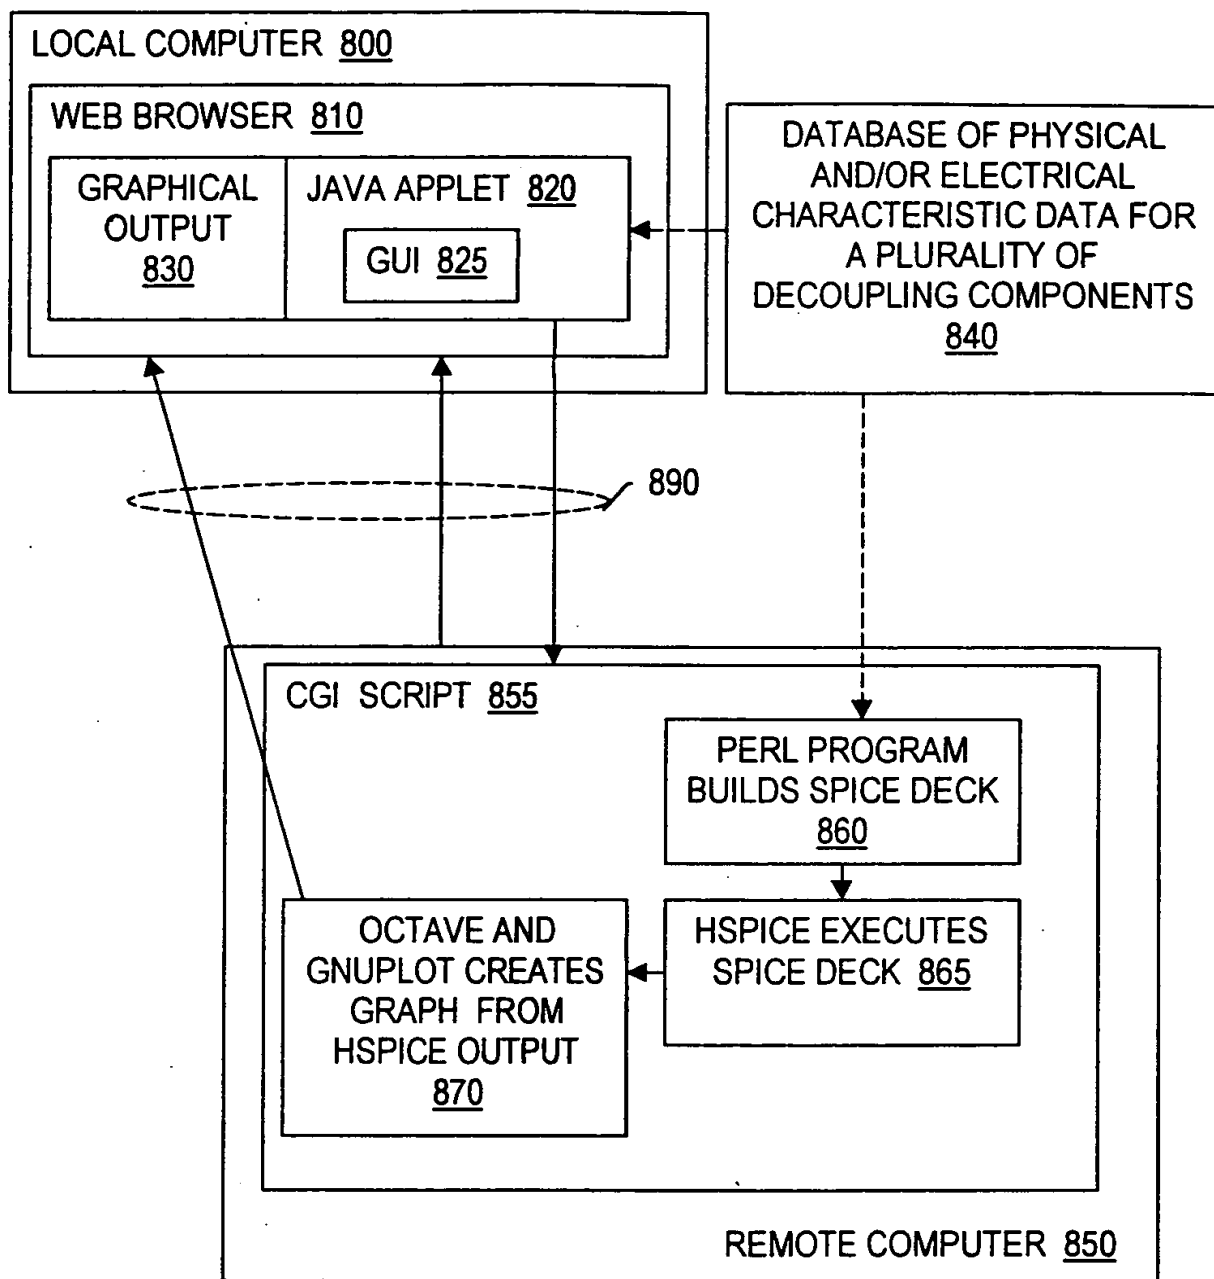 LOCAL COMPUTER 800
WEB BROWSER 810
GRAPHICAL
OUTPUT
830
JAVA APPLET 820
GUI 825
DATABASE OF PHYSICAL
AND/OR ELECTRICAL
CHARACTERISTIC DATA FOR
A PLURALITY OF
DECOUPLING COMPONENTS
840
890
CGI SCRIPT 855
PERL PROGRAM
BUILDS SPICE DECK
860
HSPICE EXECUTES
SPICE DECK 865
OCTAVE AND
GNUPLOT CREATES
GRAPH FROM
HSPICE OUTPUT
870
REMOTE COMPUTER 850